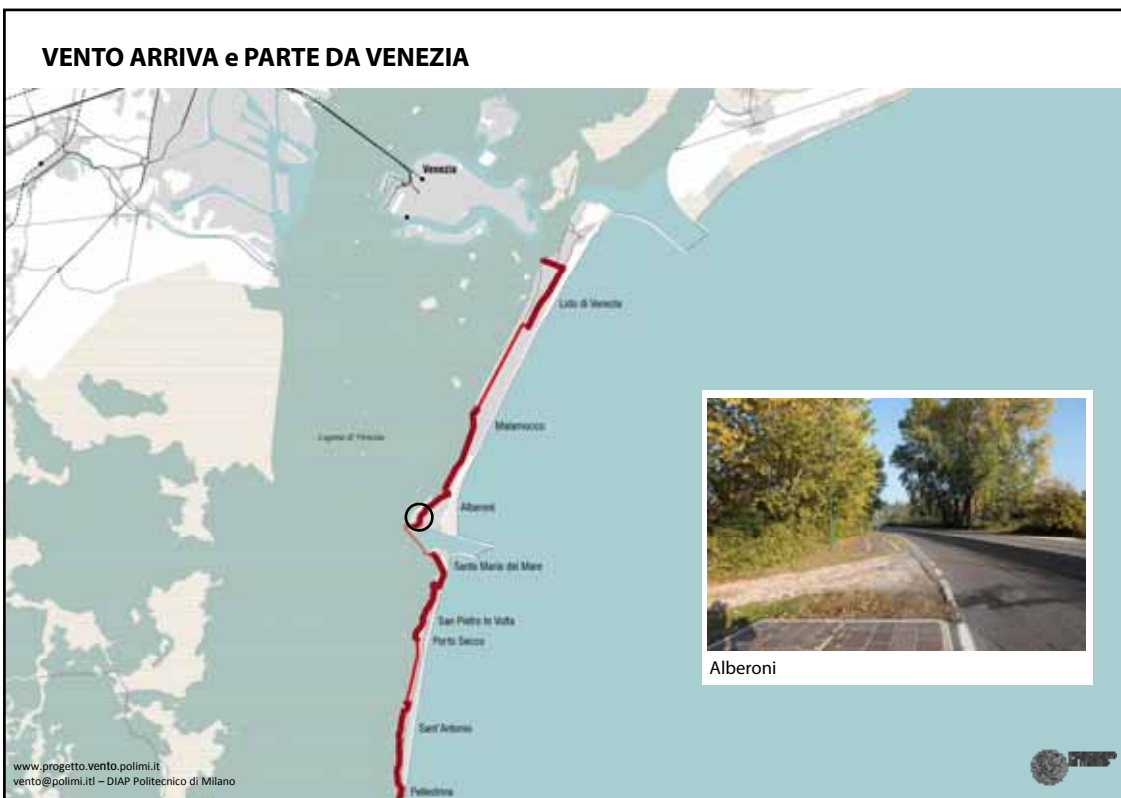 VENTO ARRIVA e PARTE DA VENEZIA
Venezia
Lido di Venezia
Malamocco
Laguna di Venezia
Alberoni
Santa Maria del Mare
San Pietro in Volta
Porto Secco
Sant'Antonio
Pellestrina
Alberoni
www.progetto.vento.polimi.it
vento@polimi.itl – DIAP Politecnico di Milano